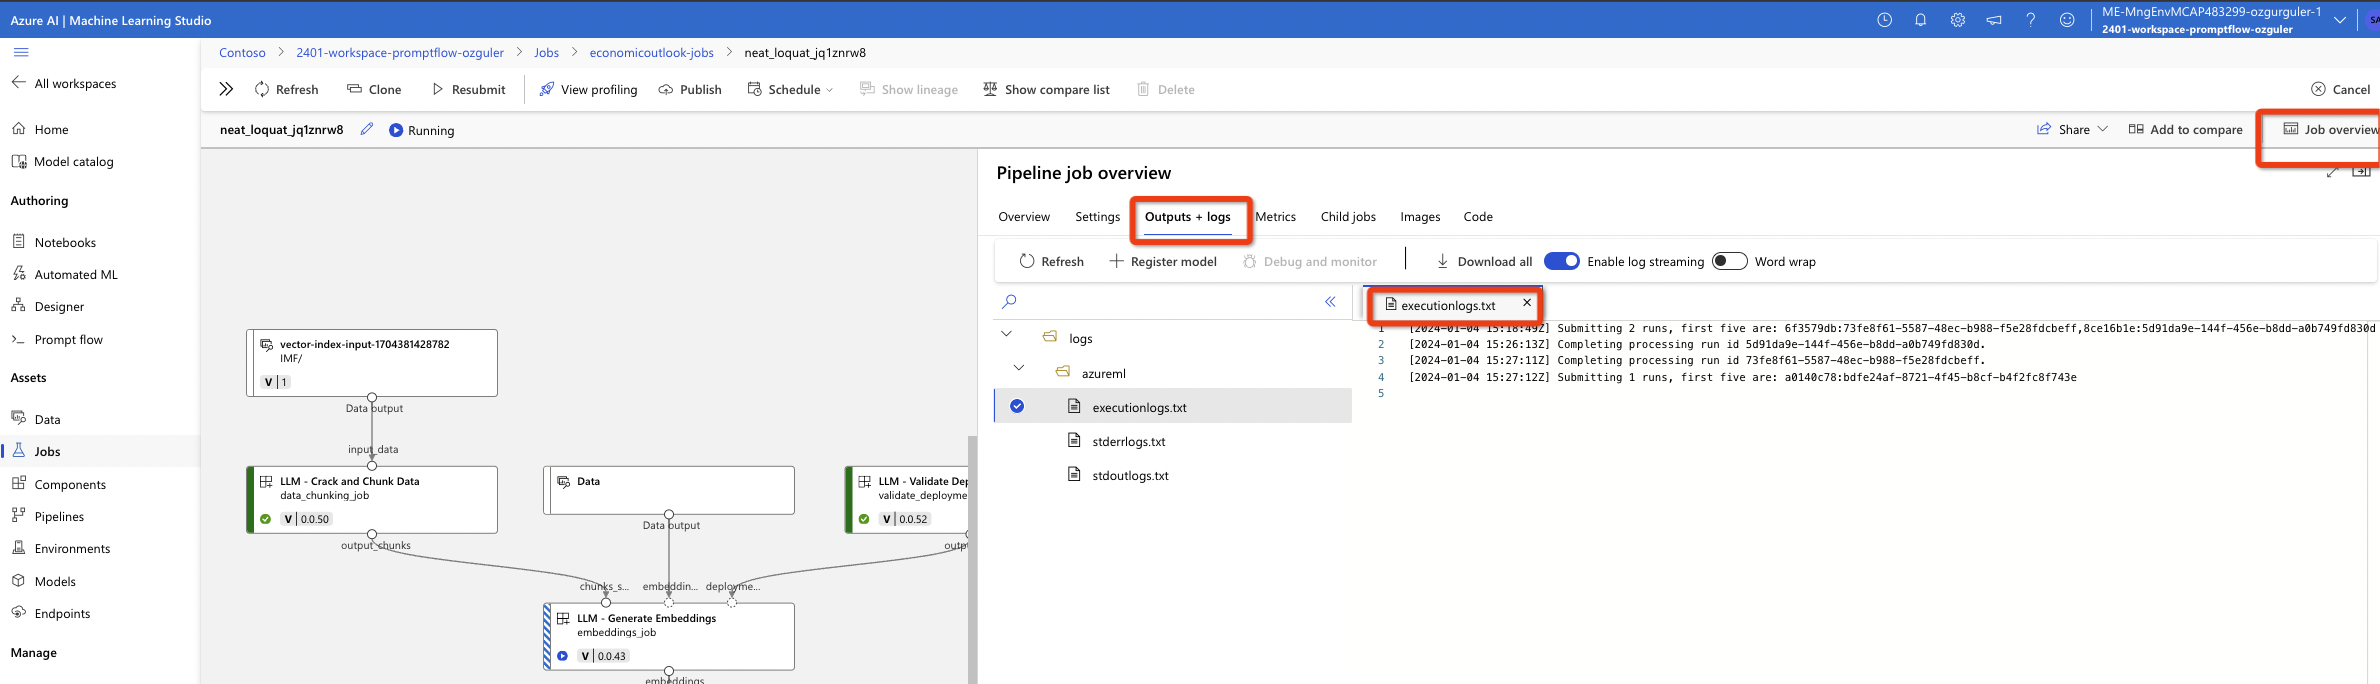 Azure AI | Machine Learning Studio
ME-MngEnvMCAP483299-ozgurguler-1
2401-workspace-promptflow-ozguler
SA
All workspaces
Home
Model catalog
Authoring
Notebooks
Automated ML
Designer
Prompt flow
Assets
Data
Jobs
Components
Pipelines
Environments
Models
Endpoints
Manage
Contoso > 2401-workspace-promptflow-ozguler > Jobs > economicoutlook-jobs > neat_loquat_jq1znrw8
Refresh Clone Resubmit View profiling Publish Schedule Show lineage Show compare list Delete Cancel
neat_loquat_jq1znrw8 Running Share Add to compare Job overview
vector-index-input-1704381428782
IMF/
V | 1
Data output
input_data
LLM - Crack and Chunk Data
data_chunking_job
V | 0.0.50
output_chunks
Data
Data output
LLM - Validate Dep
validate_deployme
V | 0.0.52
outp
chunks_s... embeddin... deployme...
LLM - Generate Embeddings
embeddings_job
V | 0.0.43
embeddings
Pipeline job overview
Overview Settings Outputs + logs Metrics Child jobs Images Code
Refresh Register model Debug and monitor Download all Enable log streaming Word wrap
logs
azureml
executionlogs.txt
stderrlogs.txt
stdoutlogs.txt
executionlogs.txt
1 [2024-01-04 15:18:49Z] Submitting 2 runs, first five are: 6f3579db:73fe8f61-5587-48ec-b988-f5e28fdcbeff,8ce16b1e:5d91da9e-144f-456e-b8dd-a0b749fd830d
2 [2024-01-04 15:26:13Z] Completing processing run id 5d91da9e-144f-456e-b8dd-a0b749fd830d.
3 [2024-01-04 15:27:11Z] Completing processing run id 73fe8f61-5587-48ec-b988-f5e28fdcbeff.
4 [2024-01-04 15:27:12Z] Submitting 1 runs, first five are: a0140c78:bdfe24af-8721-4f45-b8cf-b4f2fc8f743e
5